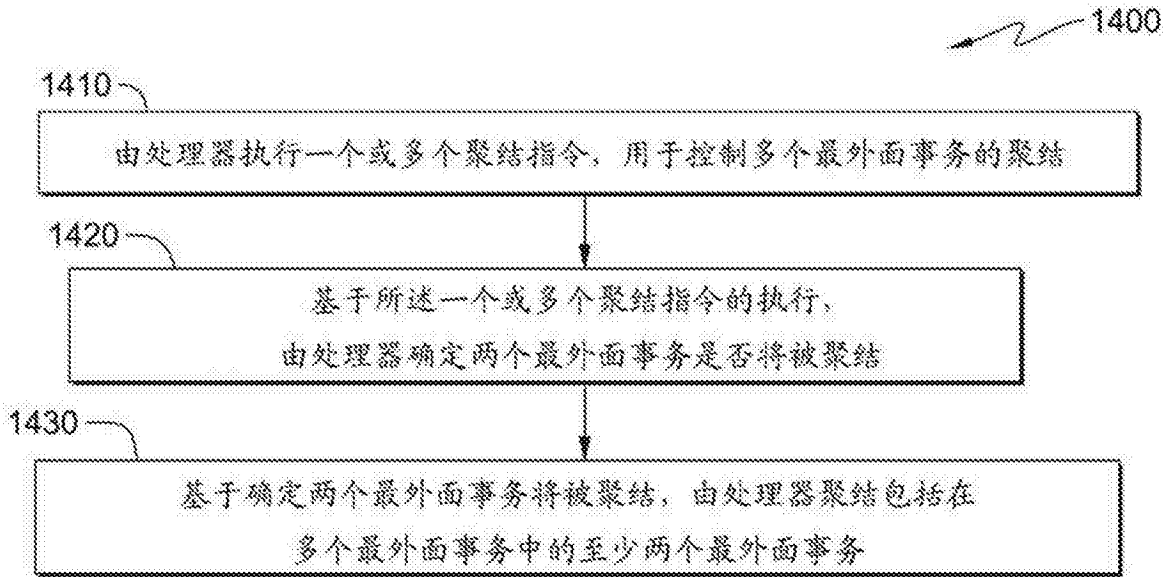 1400
1410
由处理器执行一个或多个聚结指令，用于控制多个最外面事务的聚结
1420
基于所述一个或多个聚结指令的执行，
由处理器确定两个最外面事务是否将被聚结
1430
基于确定两个最外面事务将被聚结，由处理器聚结包括在
多个最外面事务中的至少两个最外面事务